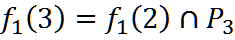 f₁(3) = f₁(2) ∩ P₃